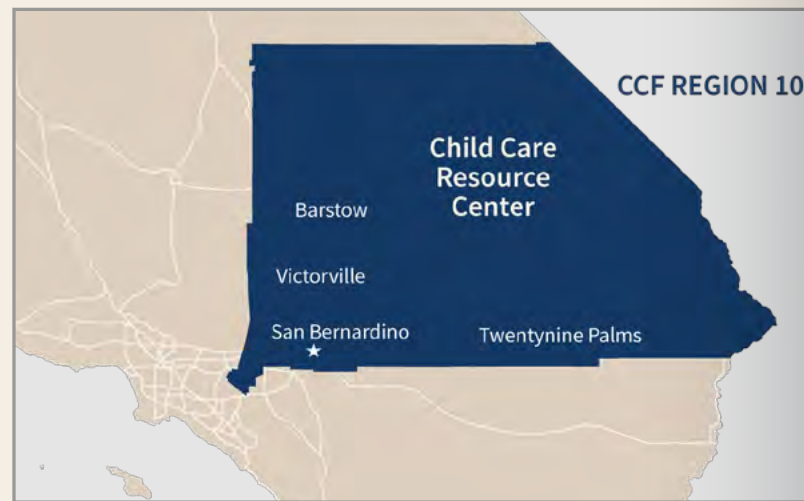 CCF REGION 10
Child Care
Resource
Center
Barstow
Victorville
San Bernardino
Twentynine Palms